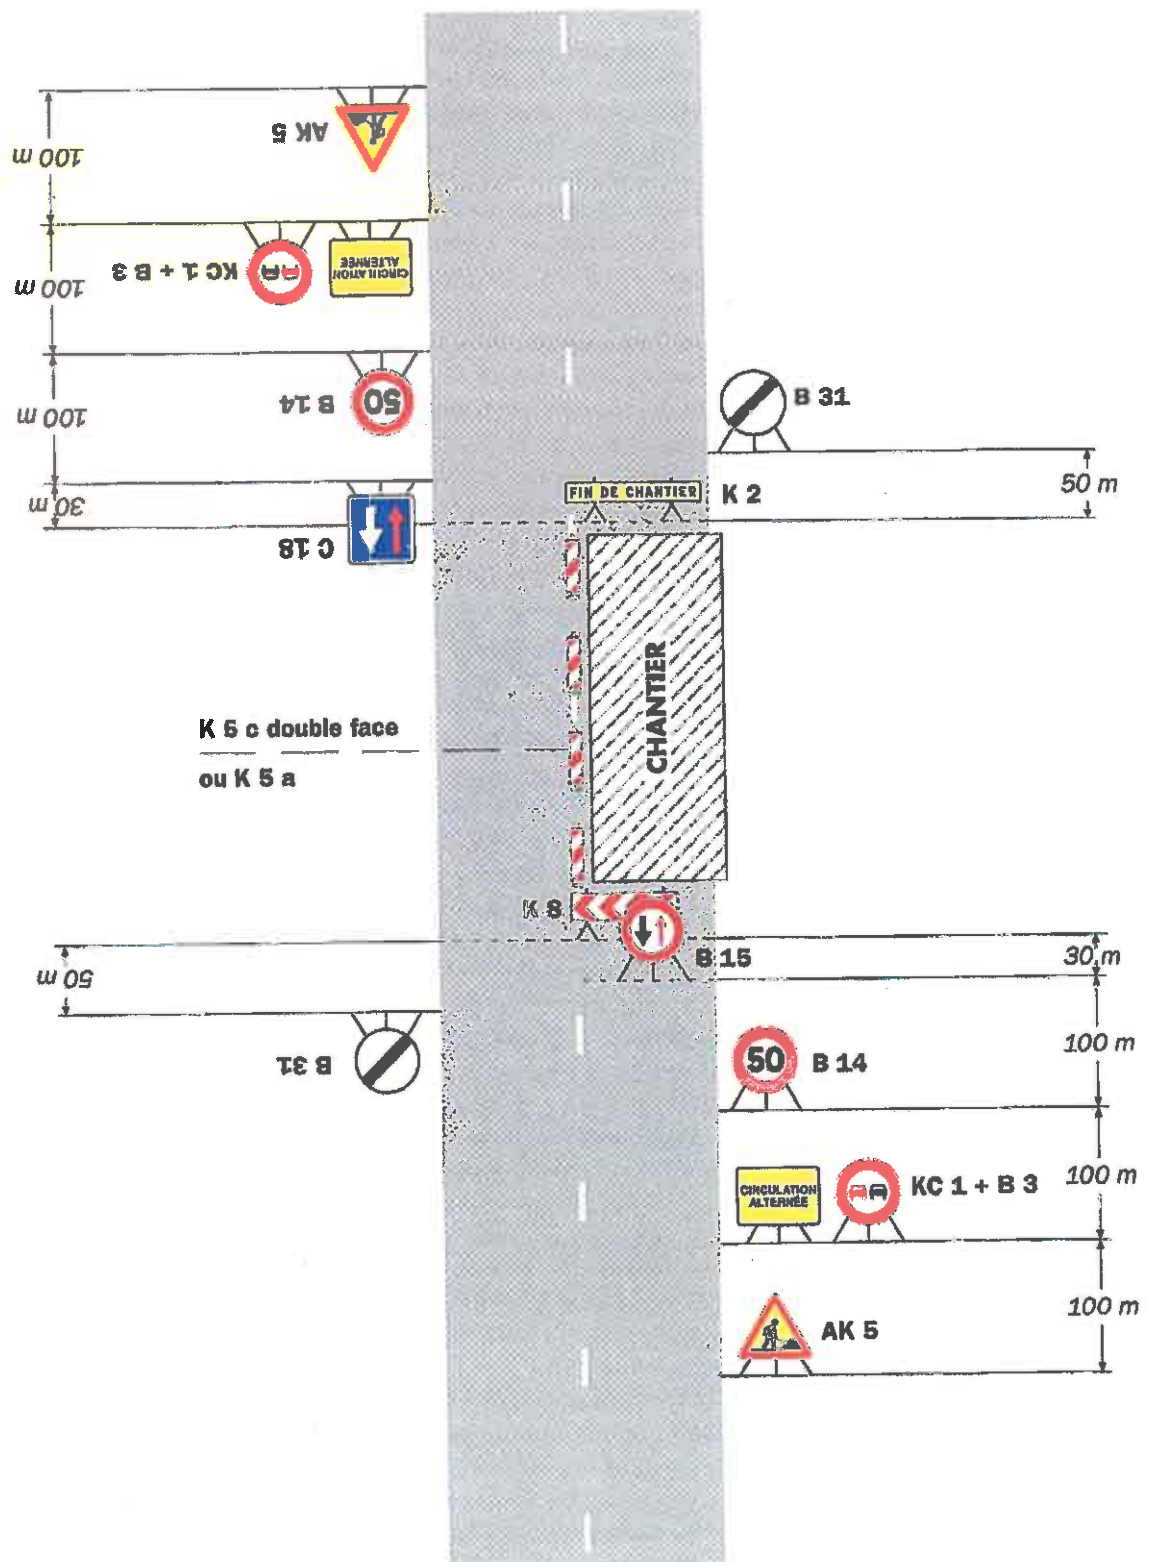 AK 5
100 m
CIRCULATION
ALTERNÉE
KC 1 + B 3
100 m
50
B 14
100 m
C 18
30 m
B 31
50 m
FIN DE CHANTIER
K 2
CHANTIER
K 5 c double face
ou K 5 a
K 8
B 15
30 m
50 m
B 31
50
B 14
100 m
CIRCULATION
ALTERNÉE
KC 1 + B 3
100 m
AK 5
100 m